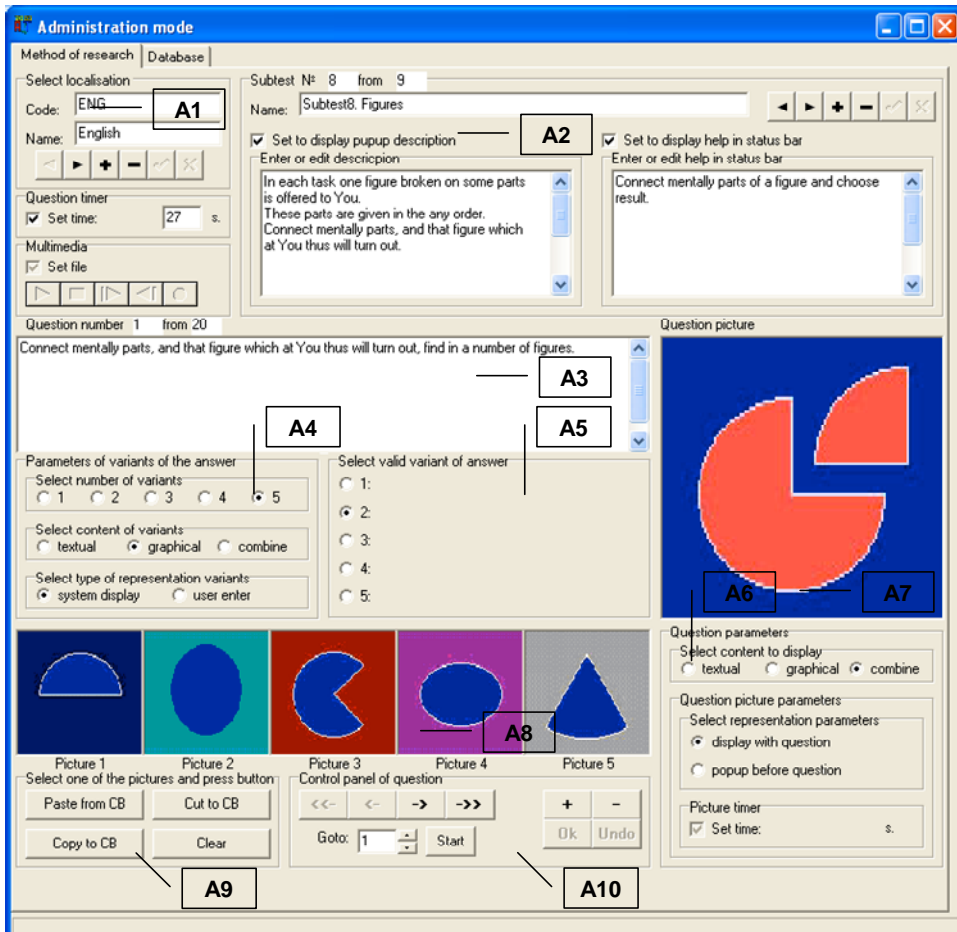 Administration mode
Method of research Database
Select localisation
Code: ENG
A1
Name: English
Question timer
Set time: 27 s.
Multimedia
Set file
Subtest № 8 from 9
Name: Subtest8. Figures
A2
Set to display pupup description
Enter or edit descricpion
In each task one figure broken on some parts
is offered to You.
These parts are given in the any order.
Connect mentally parts, and that figure which
at You thus will turn out.
Set to display help in status bar
Enter or edit help in status bar
Connect mentally parts of a figure and choose
result.
Question number 1 from 20
Connect mentally parts, and that figure which at You thus will turn out, find in a number of figures.
A3
A4
A5
Question picture
A6
A7
Parameters of variants of the answer
Select number of variants
1 2 3 4 5
Select content of variants
textual graphical combine
Select type of representation variants
system display user enter
Select valid variant of answer
1:
2:
3:
4:
5:
A8
Picture 1 Picture 2 Picture 3 Picture 4 Picture 5
Question parameters
Select content to display
textual graphical combine
Question picture parameters
Select representation parameters
display with question
popup before question
Picture timer
Set time: s.
Select one of the pictures and press button
Paste from CB Cut to CB
Copy to CB Clear
A9
Control panel of question
<<- <- -> ->> + -
Goto: 1 Start Ok Undo
A10